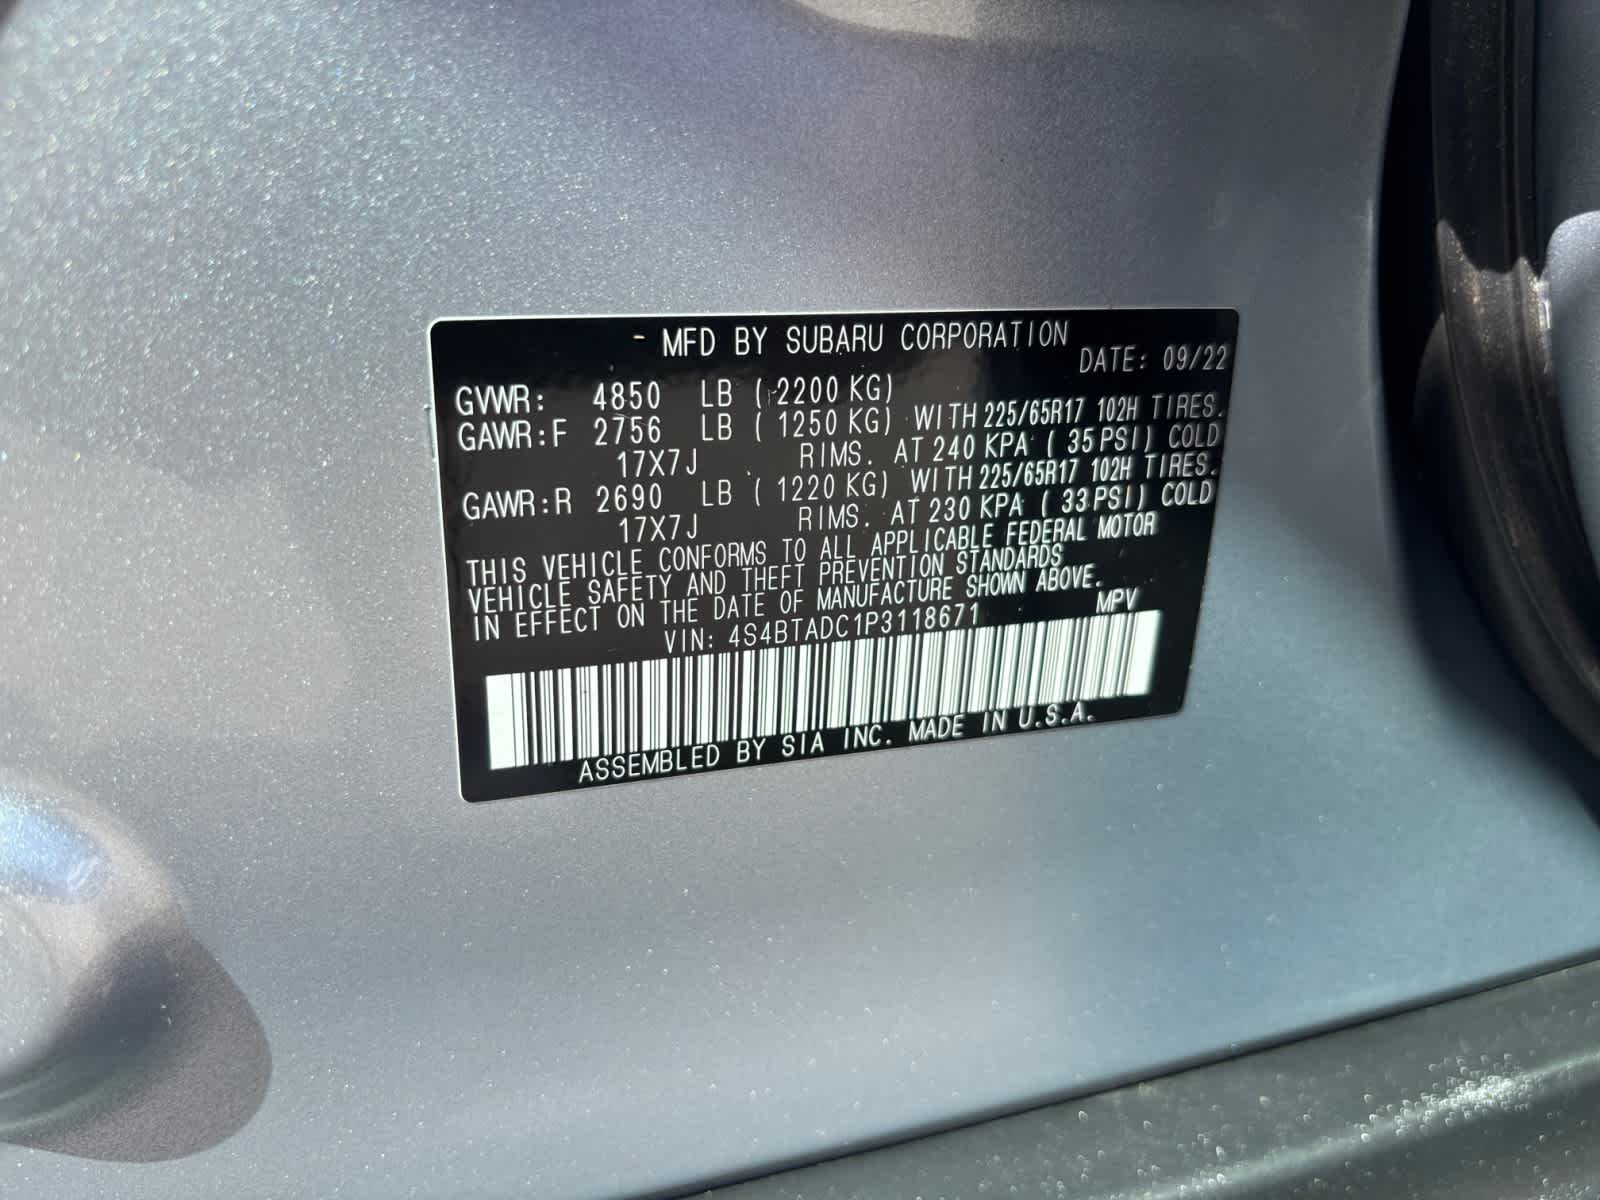 MFD BY SUBARU CORPORATION
DATE: 09/22
GVWR: 4850 LB ( 2200 KG)
GAWR:F 2756 LB ( 1250 KG) WITH 225/65R17 102H TIRES.
17X7J RIMS. AT 240 KPA ( 35 PSI) COLD
GAWR:R 2690 LB ( 1220 KG) WITH 225/65R17 102H TIRES.
17X7J RIMS. AT 230 KPA ( 33 PSI) COLD
THIS VEHICLE CONFORMS TO ALL APPLICABLE FEDERAL MOTOR
VEHICLE SAFETY AND THEFT PREVENTION STANDARDS
IN EFFECT ON THE DATE OF MANUFACTURE SHOWN ABOVE.
VIN: 4S4BTADC1P3118671 MPV
ASSEMBLED BY SIA INC. MADE IN U.S.A.